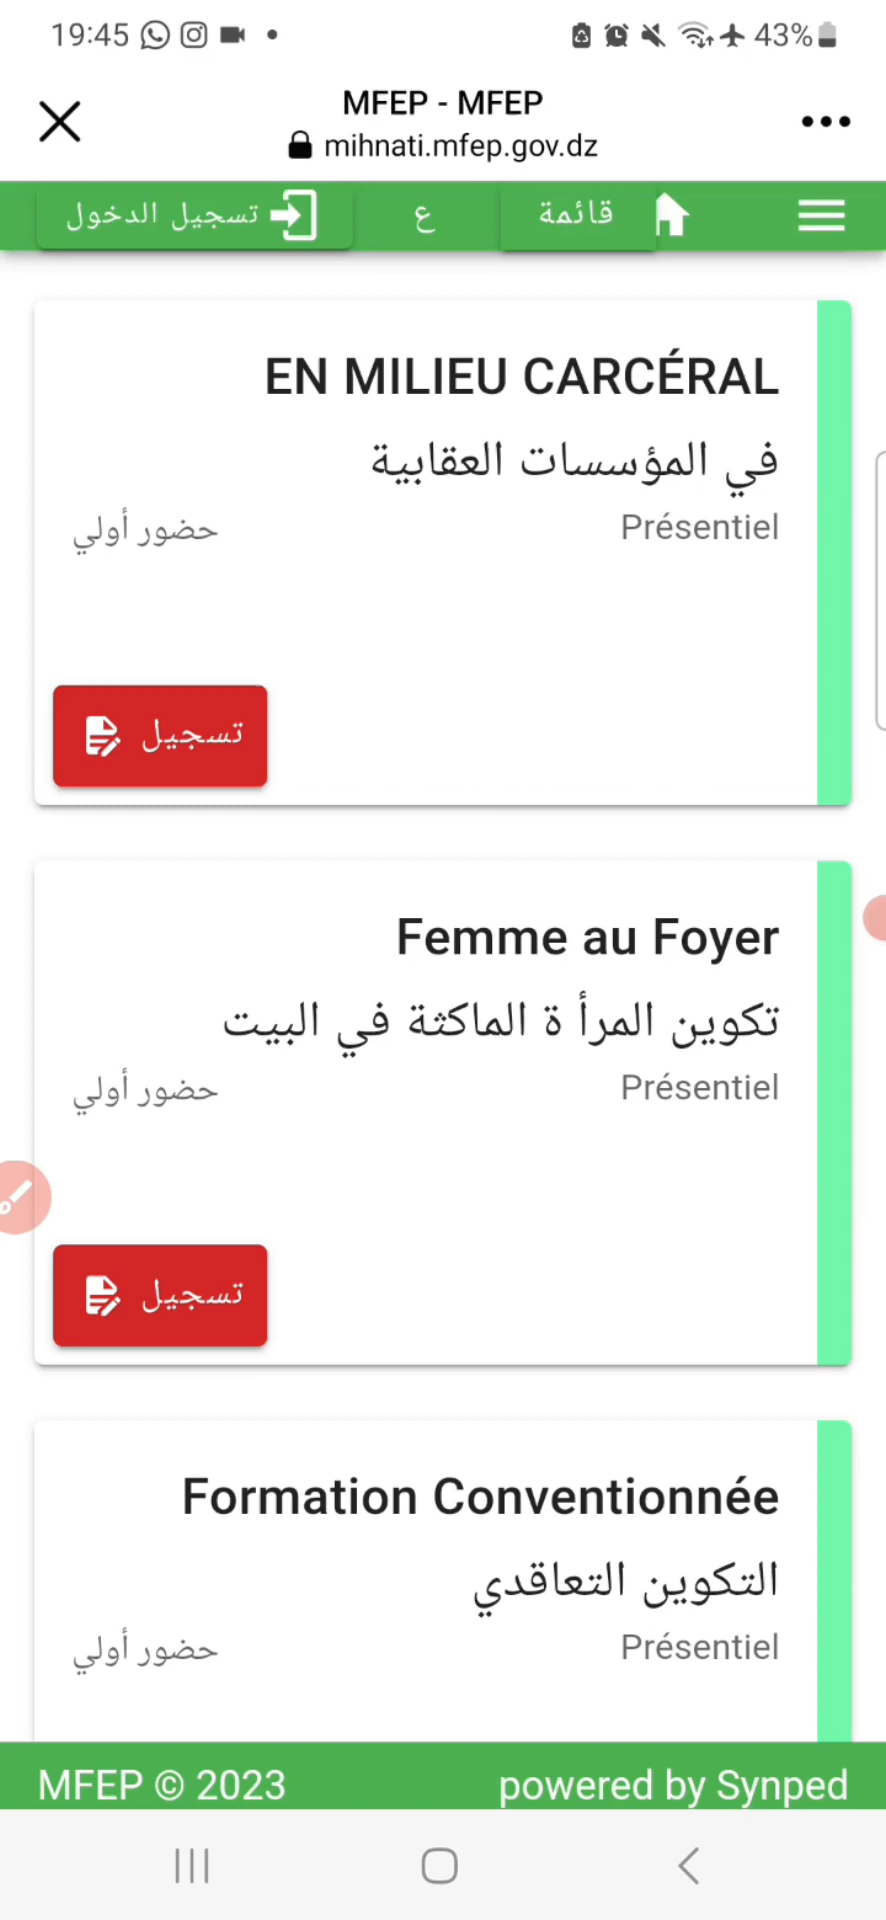 19:45
43%
MFEP - MFEP
mihnati.mfep.gov.dz
قائمة
ع
تسجيل الدخول
EN MILIEU CARCÉRAL
في المؤسسات العقابية
Présentiel
حضور أولي
تسجيل
Femme au Foyer
تكوين المرأ ة الماكثة في البيت
Présentiel
حضور أولي
تسجيل
Formation Conventionnée
التكوين التعاقدي
Présentiel
حضور أولي
MFEP © 2023
powered by Synped